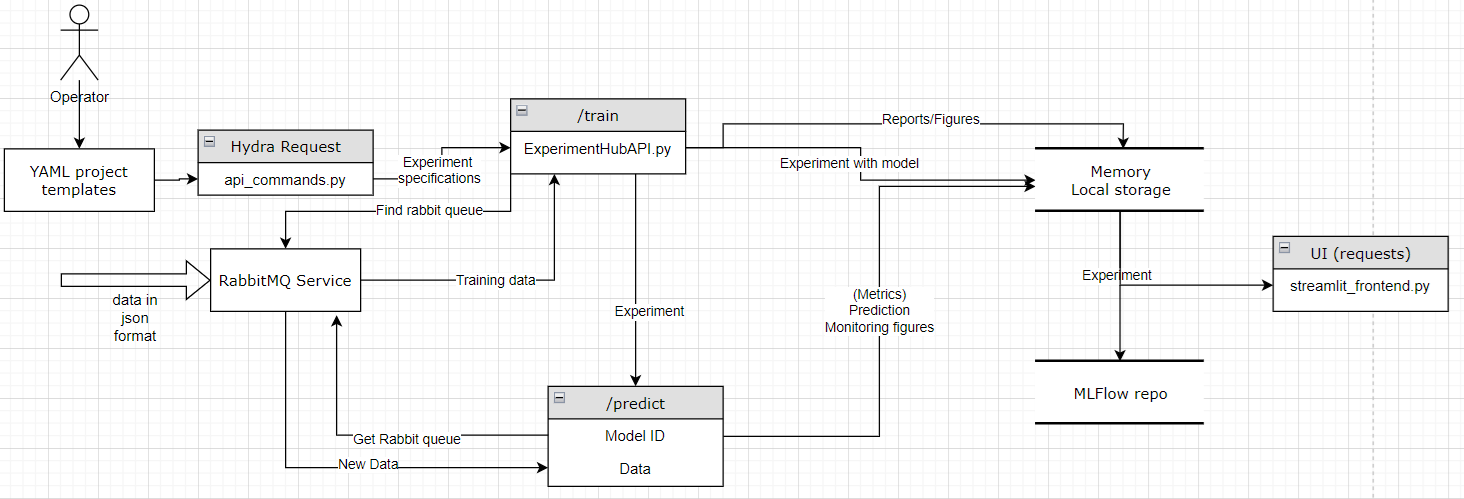 Operator
YAML project
templates
Hydra Request
api_commands.py
Experiment
specifications
/train
ExperimentHubAPI.py
Reports/Figures
Experiment with model
Memory
Local storage
Find rabbit queue
RabbitMQ Service
data in
json
format
Training data
Experiment
(Metrics)
Prediction
Monitoring figures
Experiment
UI (requests)
streamlit_frontend.py
MLFlow repo
/predict
Model ID
Data
Get Rabbit queue
New Data